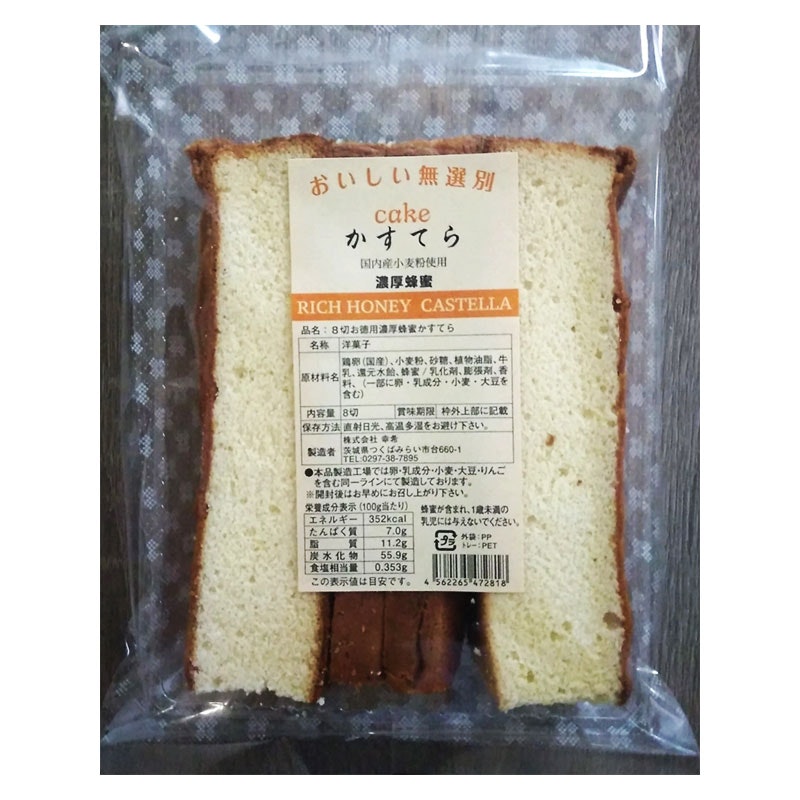 おいしい無選別
cake
かすてら
国内産小麦粉使用
濃厚蜂蜜
RICH HONEY CASTELLA
品名：８切お徳用濃厚蜂蜜かすてら
名称 洋菓子
原材料名 鶏卵（国産）、小麦粉、砂糖、植物油脂、牛
乳、還元水飴、蜂蜜／乳化剤、膨張剤、香
料、（一部に卵・乳成分・小麦・大豆を
含む）
内容量 8切 賞味期限 枠外上部に記載
保存方法 直射日光、高温多湿をお避け下さい。
製造者 株式会社 幸希
茨城県つくばみらい市台660-1
TEL:0297-38-7895
●本品製造工場では卵・乳成分・小麦・大豆・りんご
を含む同一ラインにて製造しております。
※開封後はお早めにお召し上がり下さい。
栄養成分表示（100g当たり）
エネルギー 352kcal
たんぱく質 7.0g
脂質 11.2g
炭水化物 55.9g
食塩相当量 0.353g
この表示値は目安です。
蜂蜜が含まれ、1歳未満の
乳児には与えないでください。
プラ 外袋:PP
トレー:PET
4 562265 472818